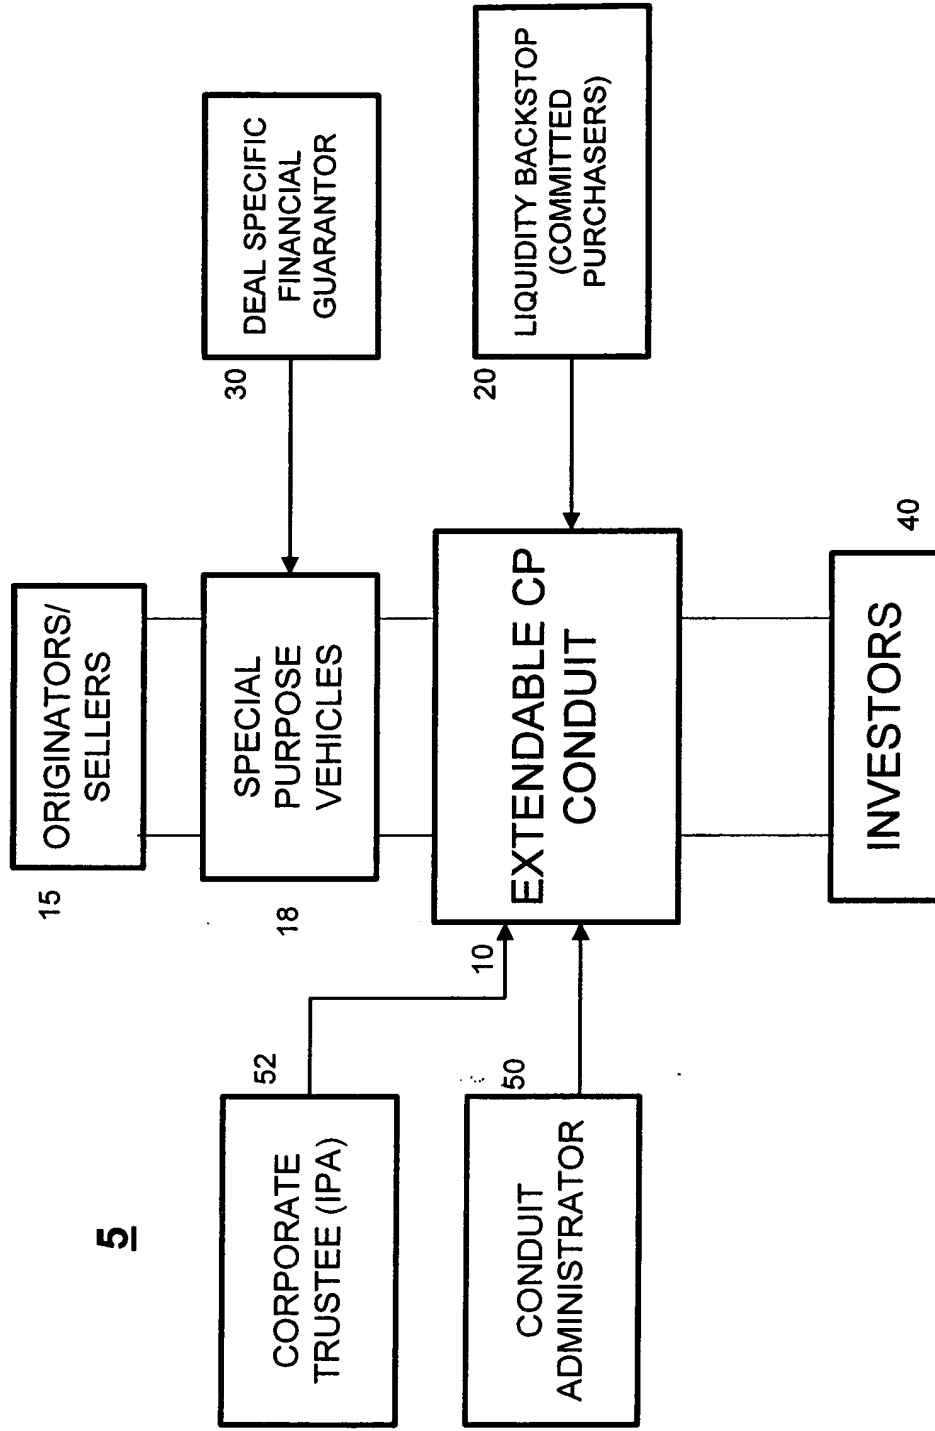 5
15
ORIGINATORS/
SELLERS
52
CORPORATE
TRUSTEE (IPA)
18
SPECIAL
PURPOSE
VEHICLES
30
DEAL SPECIFIC
FINANCIAL
GUARANTOR
50
CONDUIT
ADMINISTRATOR
10
EXTENDABLE CP
CONDUIT
20
LIQUIDITY BACKSTOP
(COMMITTED
PURCHASERS)
INVESTORS
40